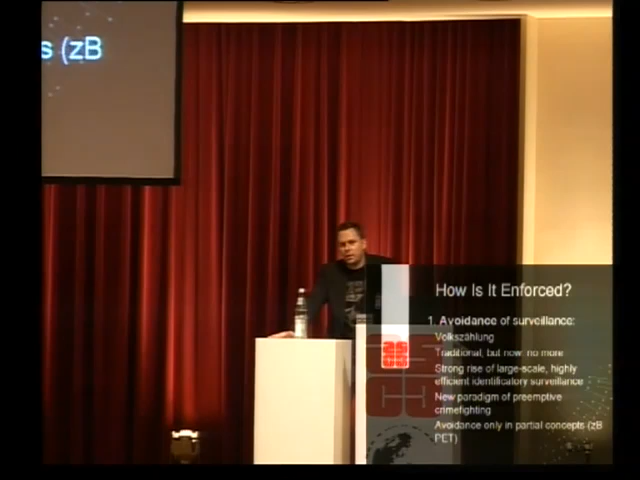 s (zB
How Is It Enforced?
1. Avoidance of surveillance:
Volkszählung
Traditional, but now: no more
Strong rise of large-scale, highly
efficient identificatory surveillance
New paradigm of preemptive
crimefighting
Avoidance only in partial concepts (zB
PET)